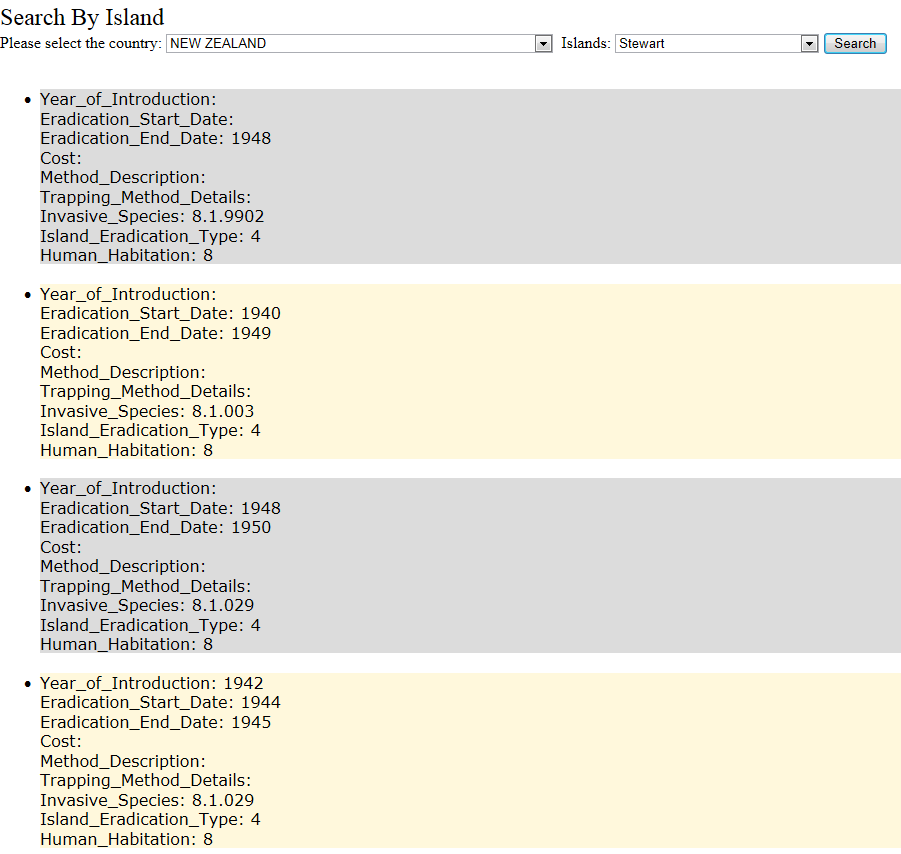 Search By Island
Please select the country: NEW ZEALAND Islands: Stewart Search
Year_of_Introduction:
Eradication_Start_Date:
Eradication_End_Date: 1948
Cost:
Method_Description:
Trapping_Method_Details:
Invasive_Species: 8.1.9902
Island_Eradication_Type: 4
Human_Habitation: 8
Year_of_Introduction:
Eradication_Start_Date: 1940
Eradication_End_Date: 1949
Cost:
Method_Description:
Trapping_Method_Details:
Invasive_Species: 8.1.003
Island_Eradication_Type: 4
Human_Habitation: 8
Year_of_Introduction:
Eradication_Start_Date: 1948
Eradication_End_Date: 1950
Cost:
Method_Description:
Trapping_Method_Details:
Invasive_Species: 8.1.029
Island_Eradication_Type: 4
Human_Habitation: 8
Year_of_Introduction: 1942
Eradication_Start_Date: 1944
Eradication_End_Date: 1945
Cost:
Method_Description:
Trapping_Method_Details:
Invasive_Species: 8.1.029
Island_Eradication_Type: 4
Human_Habitation: 8